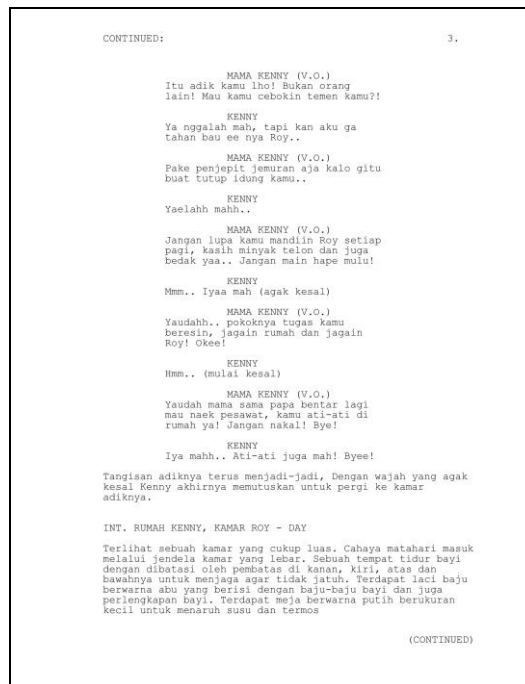 CONTINUED: 3.
MAMA KENNY (V.O.)
Itu adik kamu lho! Bukan orang
lain! Mau kamu cebokin temen kamu?!
KENNY
Ya nggalah mah, tapi kan aku ga
tahan bau ee nya Roy..
MAMA KENNY (V.O.)
Pake penjepit jemuran aja kalo gitu
buat tutup idung kamu..
KENNY
Yaelahh mahh..
MAMA KENNY (V.O.)
Jangan lupa kamu mandiin Roy setiap
pagi, kasih minyak telon dan juga
bedak yaa.. Jangan main hape mulu!
KENNY
Mmm.. Iyaa mah (agak kesal)
MAMA KENNY (V.O.)
Yaudahh.. pokoknya tugas kamu
beresin, jagain rumah dan jagain
Roy! Okee!
KENNY
Hmm.. (mulai kesal)
MAMA KENNY (V.O.)
Yaudah mama sama papa bentar lagi
mau naek pesawat, kamu ati-ati di
rumah ya! Jangan nakal! Bye!
KENNY
Iya mahh.. Ati-ati juga mah! Byee!
Tangisan adiknya terus menjadi-jadi, Dengan wajah yang agak
kesal Kenny akhirnya memutuskan untuk pergi ke kamar
adiknya.
INT. RUMAH KENNY, KAMAR ROY - DAY
Terlihat sebuah kamar yang cukup luas. Cahaya matahari masuk
melalui jendela kamar yang lebar. Sebuah tempat tidur bayi
dengan dibatasi oleh pembatas di kanan, kiri, atas dan
bawahnya untuk menjaga agar tidak jatuh. Terdapat laci baju
berwarna abu yang berisi dengan baju-baju bayi dan juga
perlengkapan bayi. Terdapat meja berwarna putih berukuran
kecil untuk menaruh susu dan termos
(CONTINUED)